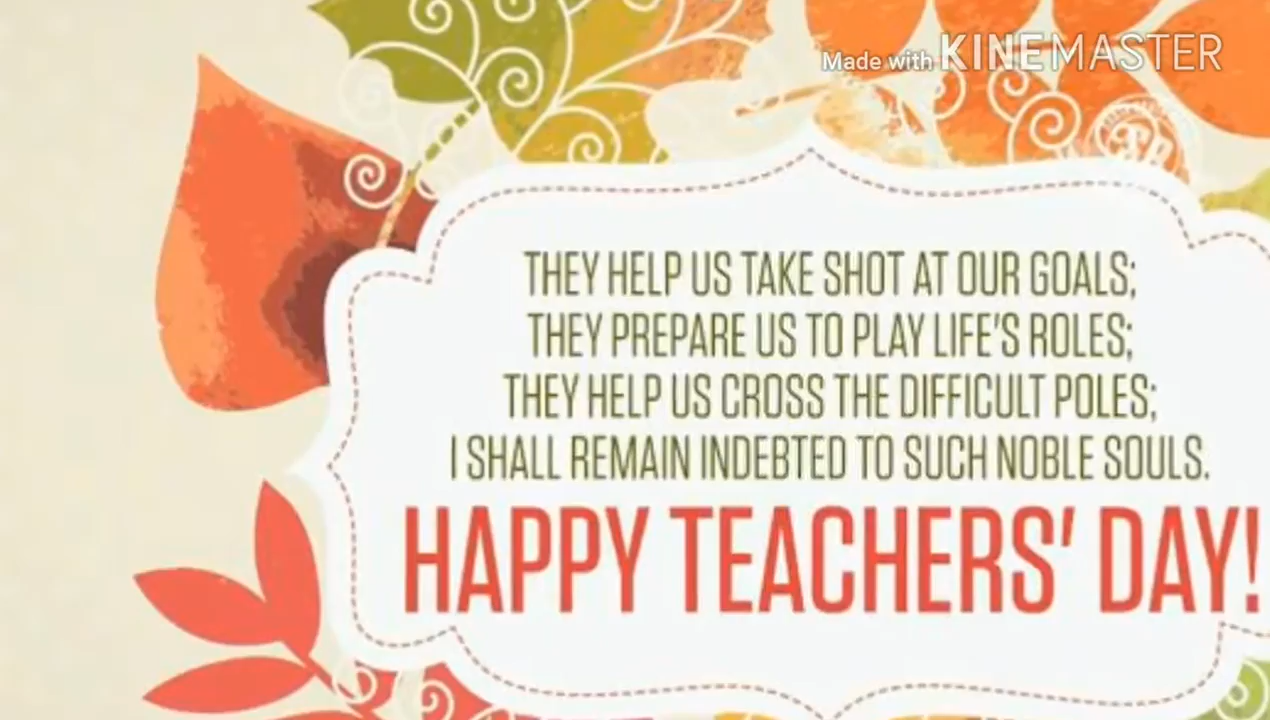 Made with KINEMASTER
THEY HELP US TAKE SHOT AT OUR GOALS;
THEY PREPARE US TO PLAY LIFE'S ROLES;
THEY HELP US CROSS THE DIFFICULT POLES;
I SHALL REMAIN INDEBTED TO SUCH NOBLE SOULS.
HAPPY TEACHERS' DAY!